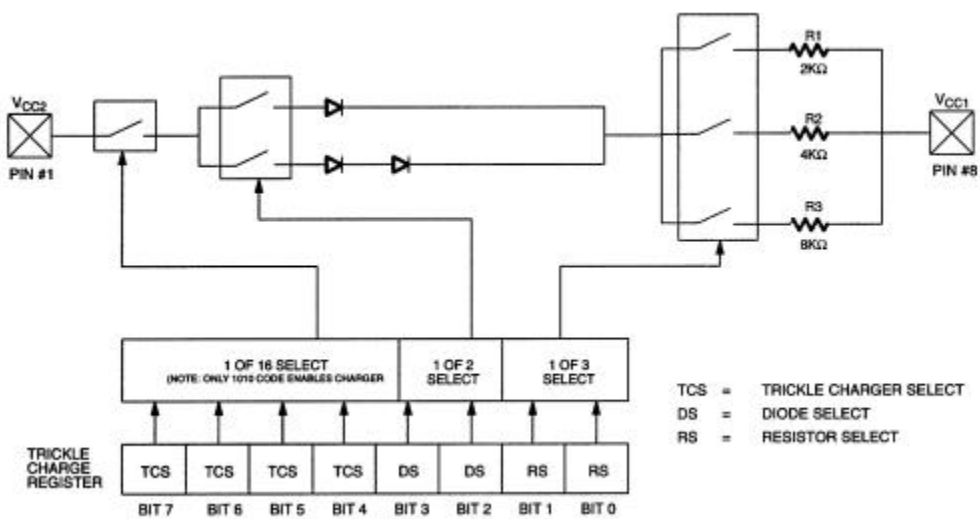 R1
2KΩ
VCC2
PIN #1
R2
4KΩ
VCC1
PIN #8
R3
8KΩ
1 OF 16 SELECT
(NOTE: ONLY 1010 CODE ENABLES CHARGER
1 OF 2
SELECT
1 OF 3
SELECT
TCS = TRICKLE CHARGER SELECT
DS = DIODE SELECT
RS = RESISTOR SELECT
TRICKLE
CHARGE
REGISTER
TCS TCS TCS TCS DS DS RS RS
BIT 7 BIT 6 BIT 5 BIT 4 BIT 3 BIT 2 BIT 1 BIT 0